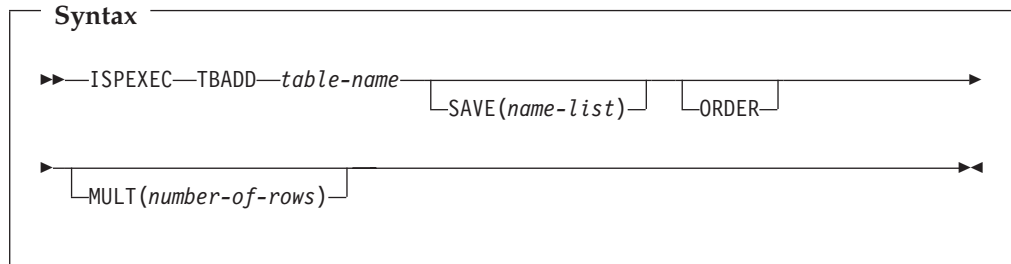 Syntax
ISPEXEC TBADD table-name
SAVE(name-list) ORDER
MULT(number-of-rows)